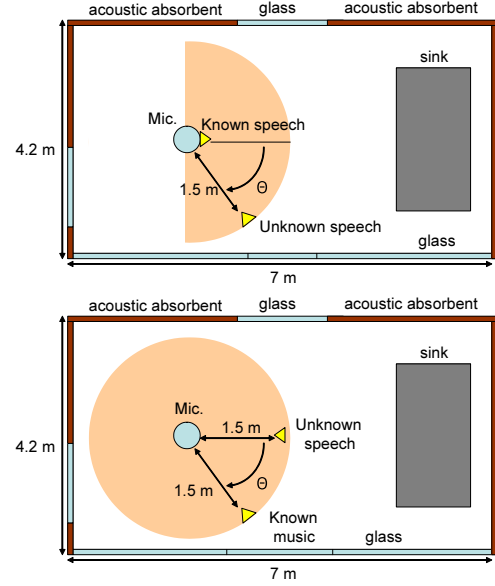 acoustic absorbent glass acoustic absorbent
sink
Mic. Known speech
4.2 m
1.5 m Θ
Unknown speech
glass
7 m
acoustic absorbent glass acoustic absorbent
sink
Mic.
1.5 m Unknown
speech
4.2 m
1.5 m Θ
Known
music glass
7 m